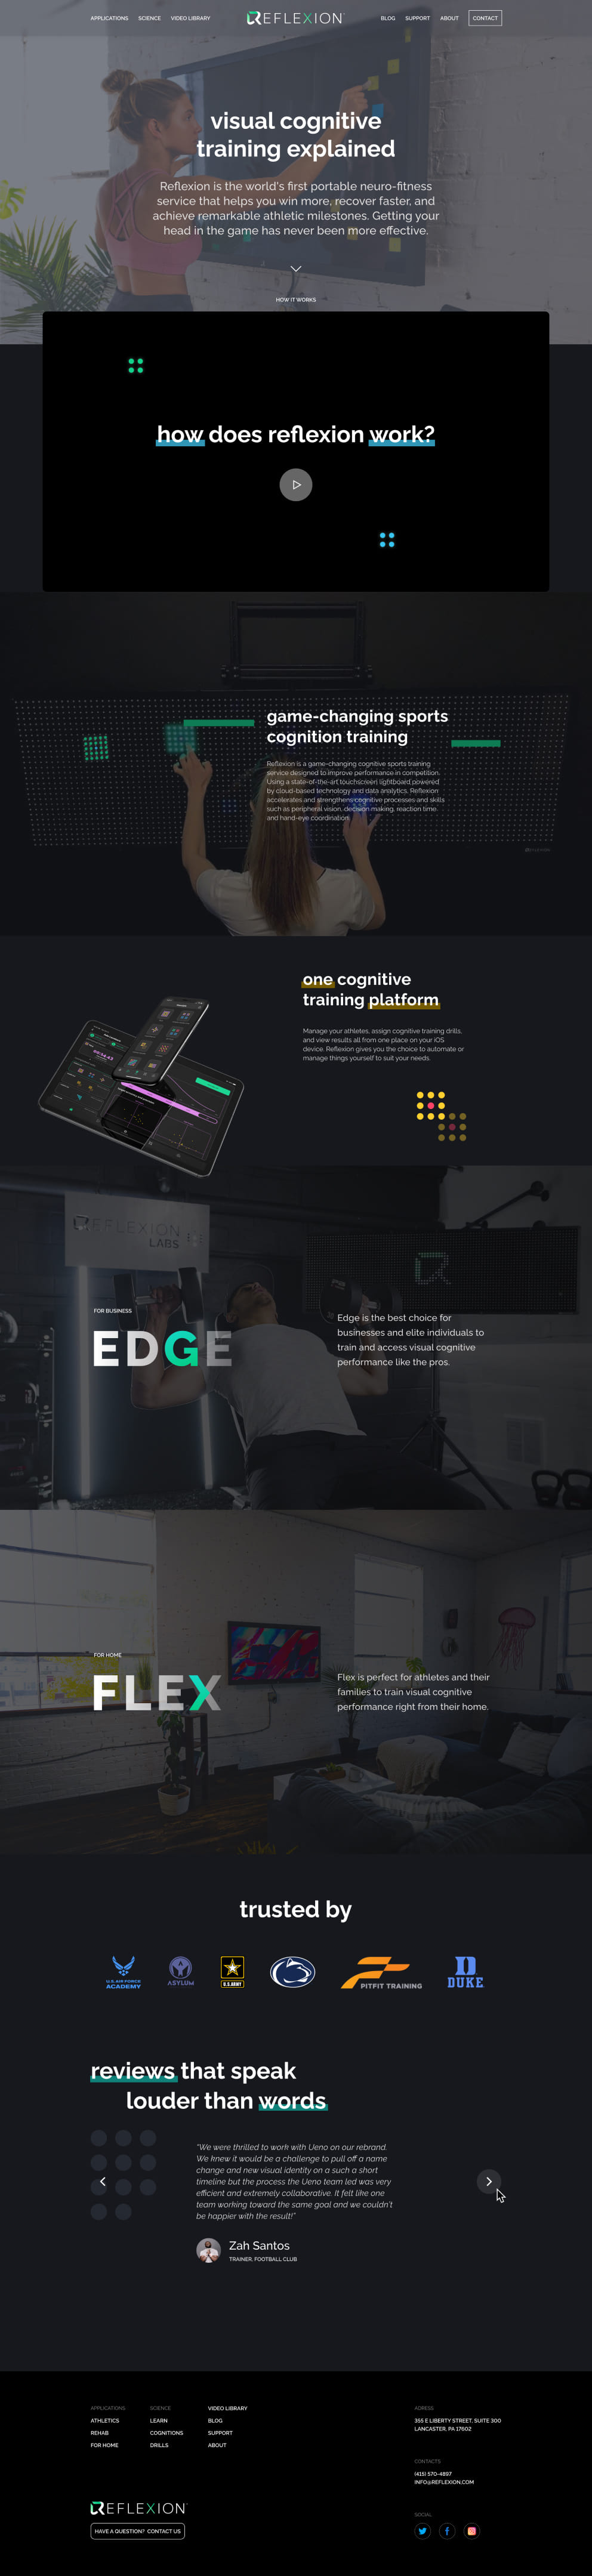 APPLICATIONS SCIENCE VIDEO LIBRARY REFLEXION BLOG SUPPORT ABOUT CONTACT
visual cognitive
training explained
Reflexion is the world's first portable neuro-fitness
service that helps you win more, recover faster, and
achieve remarkable athletic milestones. Getting your
head in the game has never been more effective.
HOW IT WORKS
how does reflexion work?
game-changing sports
cognition training
Reflexion is a game-changing cognitive sports training
service designed to improve performance in competition.
Using a state-of-the-art touchscreen lightboard powered
by cloud-based technology and data analytics, Reflexion
accelerates and strengthens cognitive processes and skills
such as peripheral vision, decision making, reaction time
and hand-eye coordination.
one cognitive
training platform
Manage your athletes, assign cognitive training drills,
and view results all from one place on your iOS
device. Reflexion gives you the choice to automate or
manage things yourself to suit your needs.
REFLEXION
LABS
FOR BUSINESS
EDGE
Edge is the best choice for
businesses and elite individuals to
train and access visual cognitive
performance like the pros.
FOR HOME
FLEX
Flex is perfect for athletes and their
families to train visual cognitive
performance right from their home.
trusted by
U.S. AIR FORCE
ACADEMY
ASYLUM
U.S.ARMY
PITFIT TRAINING
DUKE
reviews that speak
louder than words
"We were thrilled to work with Ueno on our rebrand.
We knew it would be a challenge to pull off a name
change and new visual identity on a such a short
timeline but the process the Ueno team led was very
efficient and extremely collaborative. It felt like one
team working toward the same goal and we couldn't
be happier with the result!"
Zah Santos
TRAINER, FOOTBALL CLUB
APPLICATIONS
ATHLETICS
REHAB
FOR HOME
SCIENCE
LEARN
COGNITIONS
DRILLS
VIDEO LIBRARY
BLOG
SUPPORT
ABOUT
ADRESS
355 E LIBERTY STREET, SUITE 300
LANCASTER, PA 17602
CONTACTS
(415) 570-4897
INFO@REFLEXION.COM
REFLEXION
HAVE A QUESTION? CONTACT US
SOCIAL